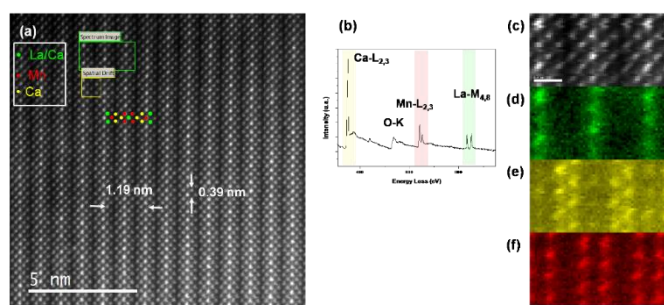 (a)
Spectrum Image
La/Ca
Mn
Spatial Drift
Ca
1.19 nm
0.39 nm
5 nm
(b)
Ca-L2,3
O-K
Mn-L2,3
La-M4,5
Intensity (a.u.)
Energy Loss (eV)
(c)
(d)
(e)
(f)